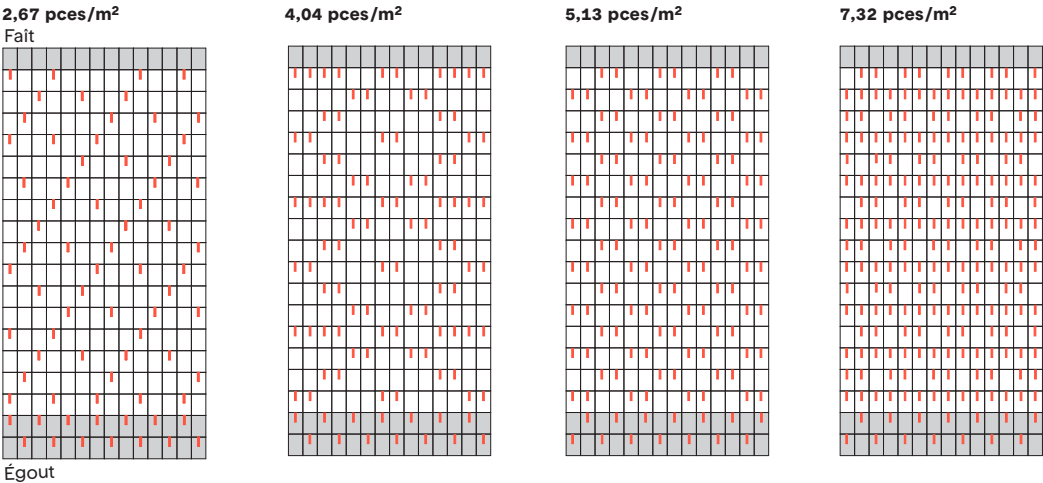 2,67 pces/m²
4,04 pces/m²
5,13 pces/m²
7,32 pces/m²
Faît
Égout